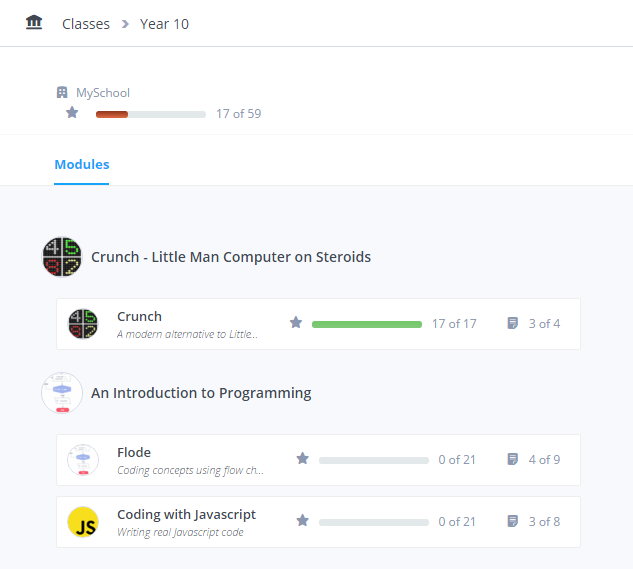 Classes > Year 10
MySchool
17 of 59
Modules
Crunch - Little Man Computer on Steroids
Crunch
17 of 17
3 of 4
A modern alternative to Little...
An Introduction to Programming
Flode
0 of 21
4 of 9
Coding concepts using flow ch...
Coding with Javascript
0 of 21
3 of 8
Writing real Javascript code
JS